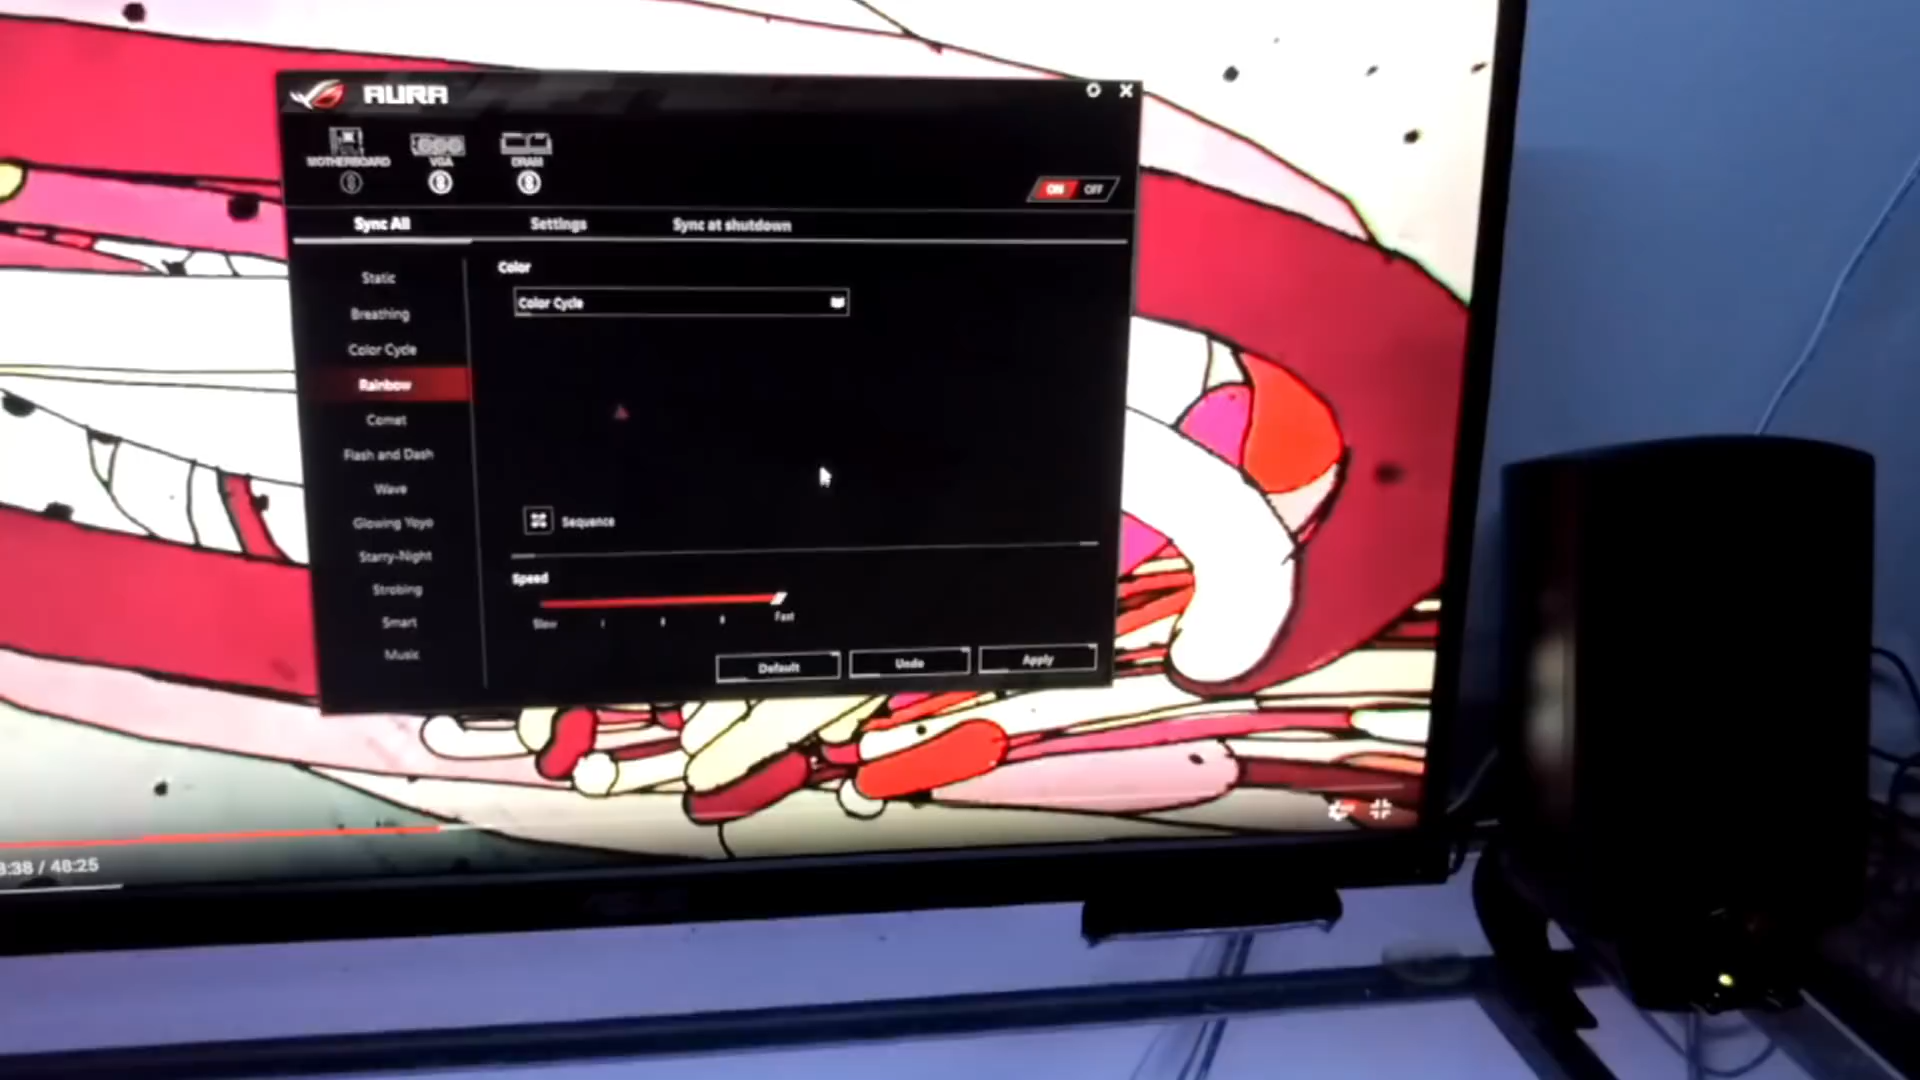 AURA
MOTHERBOARD
VGA
DRAM
ON OFF
Sync All
Settings
Sync at shutdown
Static
Breathing
Color Cycle
Rainbow
Comet
Flash and Dash
Wave
Glowing Yoyo
Starry-Night
Strobing
Smart
Music
Color
Color Cycle
Sequence
Speed
Slow
Fast
Default
Undo
Apply
3:38 / 48:25